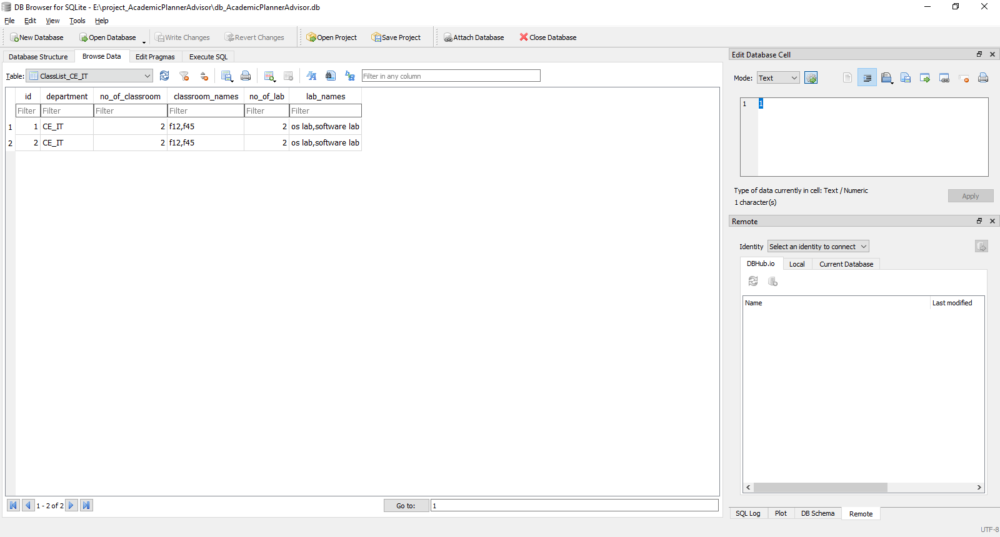 DB Browser for SQLite - E:\project_AcademicPlannerAdvisor\db_AcademicPlannerAdvisor.db
File Edit View Tools Help
New Database Open Database Write Changes Revert Changes Open Project Save Project Attach Database Close Database
Database Structure Browse Data Edit Pragmas Execute SQL
Table: ClassList_CE_IT Filter in any column
id department no_of_classroom classroom_names no_of_lab lab_names
Filter Filter Filter Filter Filter Filter
1 1 CE_IT 2 f12,f45 2 os lab,software lab
2 2 CE_IT 2 f12,f45 2 os lab,software lab
1 - 2 of 2 Go to: 1
Edit Database Cell
Mode: Text
1 1
Type of data currently in cell: Text / Numeric
1 character(s)
Apply
Remote
Identity Select an identity to connect
DBHub.io Local Current Database
Name Last modified
SQL Log Plot DB Schema Remote
UTF-8